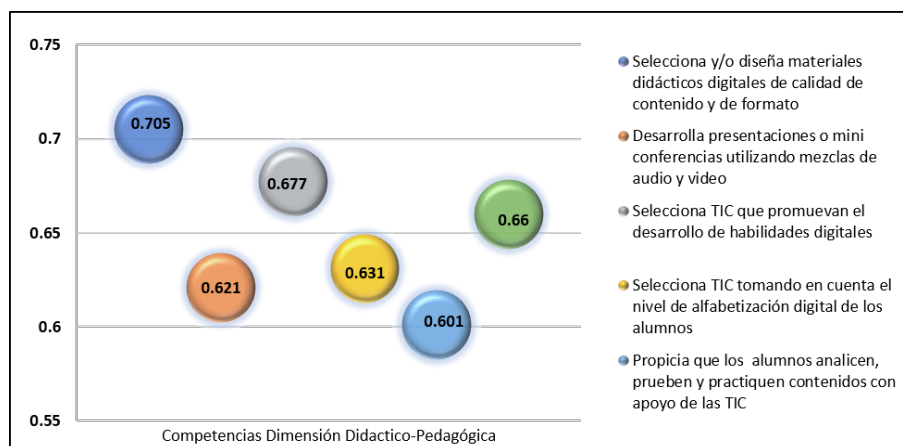 0.75
0.7
0.65
0.6
0.55
0.705
0.621
0.677
0.631
0.601
0.66
Competencias Dimensión Didactico-Pedagógica
Selecciona y/o diseña materiales
didácticos digitales de calidad de
contenido y de formato
Desarrolla presentaciones o mini
conferencias utilizando mezclas de
audio y video
Selecciona TIC que promuevan el
desarrollo de habilidades digitales
Selecciona TIC tomando en cuenta el
nivel de alfabetización digital de los
alumnos
Propicia que los alumnos analicen,
prueben y practiquen contenidos con
apoyo de las TIC